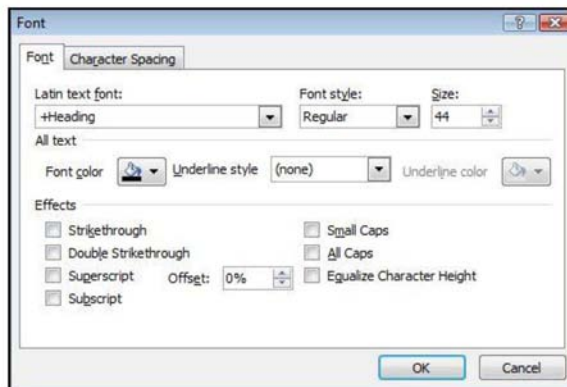 Font
Font Character Spacing
Latin text font: Font style: Size:
+Heading Regular 44
All text
Font color Underline style (none) Underline color
Effects
Strikethrough Small Caps
Double Strikethrough All Caps
Superscript Offset: 0% Equalize Character Height
Subscript
OK Cancel